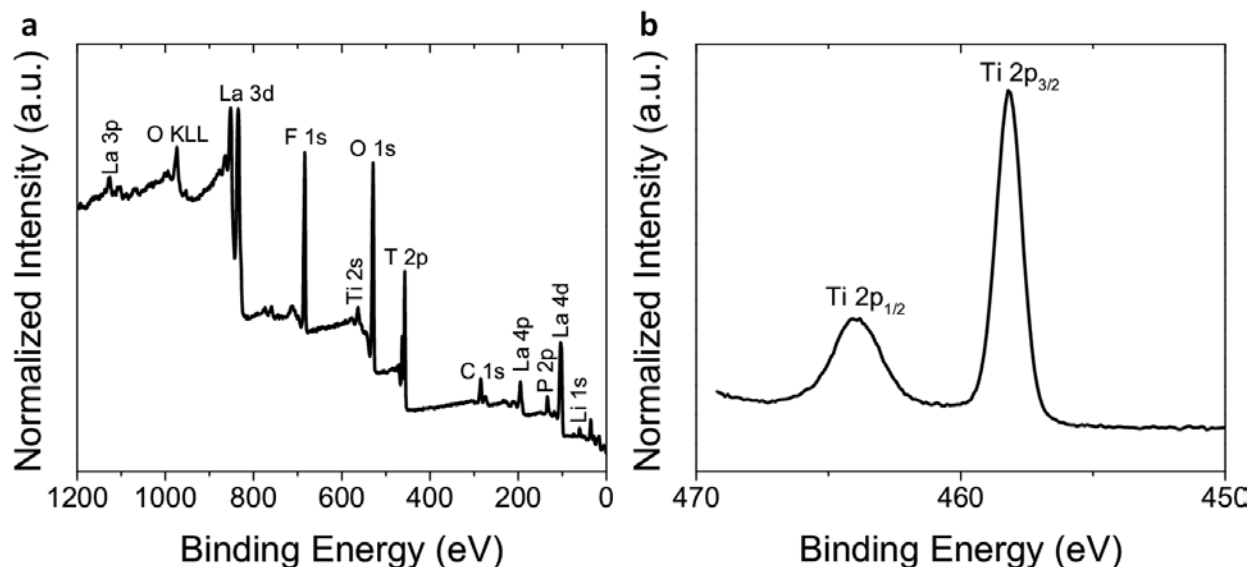 a
Normalized Intensity (a.u.)
La 3p
O KLL
La 3d
F 1s
Ti 2s
O 1s
T 2p
C 1s
La 4p
P 2p
La 4d
Li 1s
1200 1000 800 600 400 200 0
Binding Energy (eV)
b
Normalized Intensity (a.u.)
Ti 2p1/2
Ti 2p3/2
470 460 450
Binding Energy (eV)